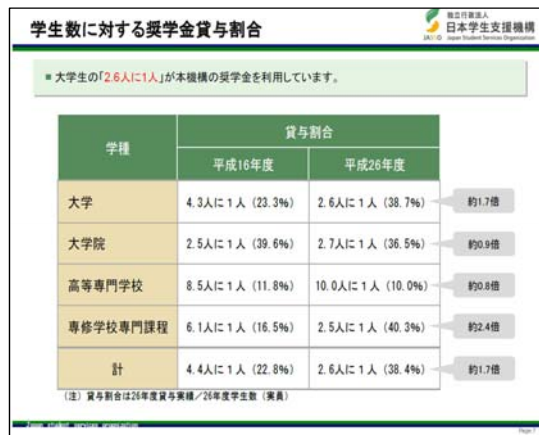 学生数に対する奨学金貸与割合
独立行政法人
日本学生支援機構
JASSO Japan Student Services Organization
■ 大学生の「2.6人に1人」が本機構の奨学金を利用しています。
学種 貸与割合
平成16年度 平成26年度
大学 4.3人に1人 (23.3%) 2.6人に1人 (38.7%) 約1.7倍
大学院 2.5人に1人 (39.6%) 2.7人に1人 (36.5%) 約0.9倍
高等専門学校 8.5人に1人 (11.8%) 10.0人に1人 (10.0%) 約0.8倍
専修学校専門課程 6.1人に1人 (16.5%) 2.5人に1人 (40.3%) 約2.4倍
計 4.4人に1人 (22.8%) 2.6人に1人 (38.4%) 約1.7倍
(注) 貸与割合は26年度貸与実績/26年度学生数 (実員)
Japan student services organization
Page 7